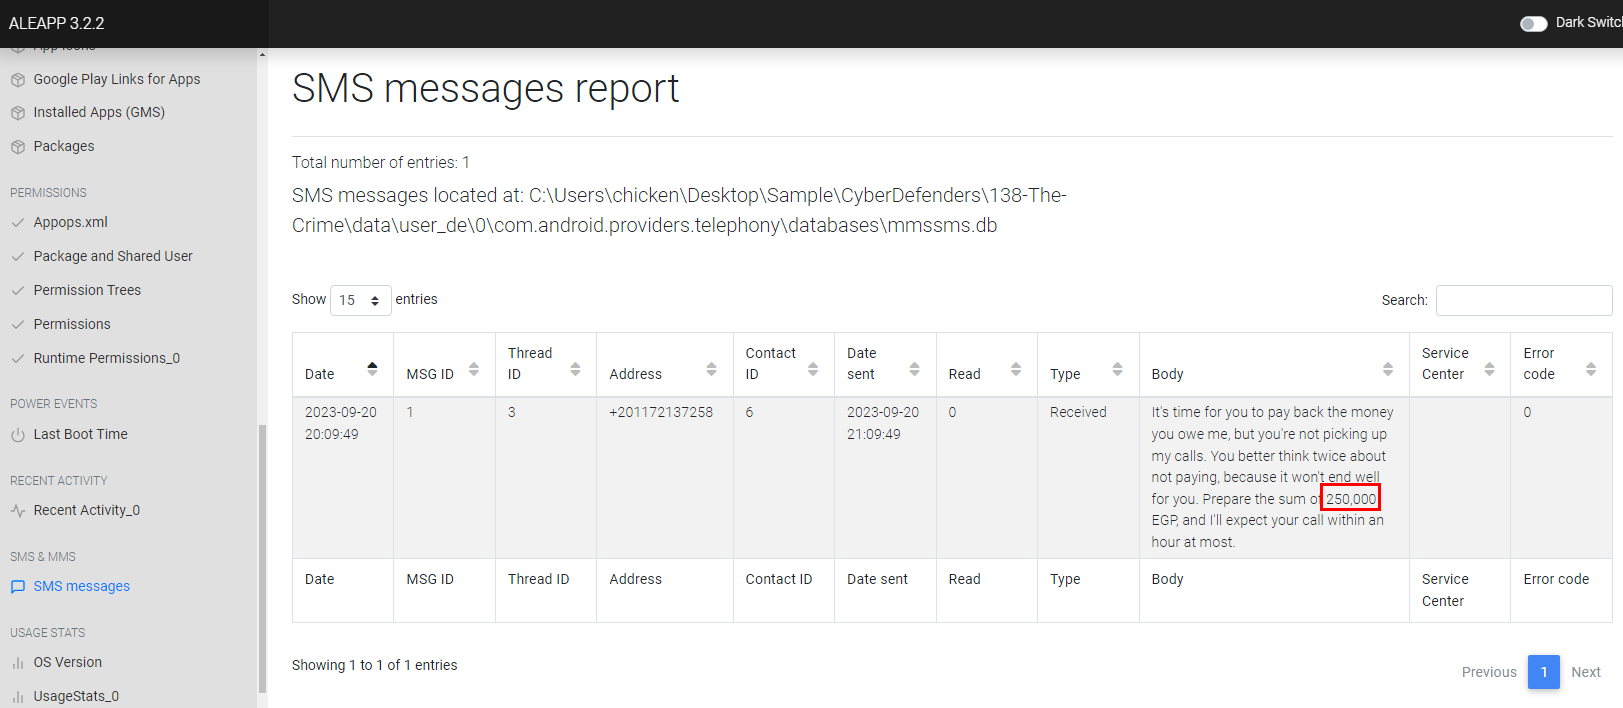 ALEAPP 3.2.2
Dark Switch
App Icons
Google Play Links for Apps
Installed Apps (GMS)
Packages
PERMISSIONS
Appops.xml
Package and Shared User
Permission Trees
Permissions
Runtime Permissions_0
POWER EVENTS
Last Boot Time
RECENT ACTIVITY
Recent Activity_0
SMS & MMS
SMS messages
USAGE STATS
OS Version
UsageStats_0
SMS messages report
Total number of entries: 1
SMS messages located at: C:\Users\chicken\Desktop\Sample\CyberDefenders\138-The-
Crime\data\user_de\0\com.android.providers.telephony\databases\mmssms.db
Show 15 entries
Search:
Date MSG ID Thread ID Address Contact ID Date sent Read Type Body Service Center Error code
2023-09-20 20:09:49 1 3 +201172137258 6 2023-09-20 21:09:49 0 Received
It's time for you to pay back the money
you owe me, but you're not picking up
my calls. You better think twice about
not paying, because it won't end well
for you. Prepare the sum of 250,000
EGP, and I'll expect your call within an
hour at most.
0
Date MSG ID Thread ID Address Contact ID Date sent Read Type Body Service Center Error code
Showing 1 to 1 of 1 entries
Previous 1 Next